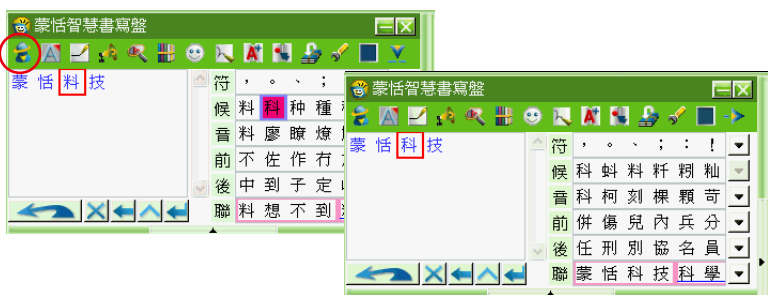 蒙恬智慧書寫盤
蒙恬料技
符 , 。 、 ;
候 料 科 种 種
音 料 廖 瞭 燎
前 不 佐 作 冇
後 中 到 子 定
聯 料 想 不 到
蒙恬智慧書寫盤
蒙恬科技
符 , 。 、 ; : !
候 科 蚪 料 粁 粌 籼
音 科 柯 刻 棵 顆 苛
前 併 傷 兒 內 兵 分
後 任 刑 別 協 名 員
聯 蒙 恬 科 技 科 學